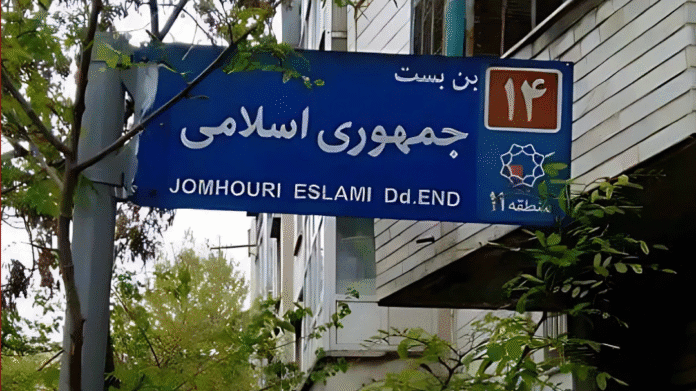 بن بست
۱۴
جمهوری اسلامی
JOMHOURI ESLAMI Dd.END
منطقه ۱۱